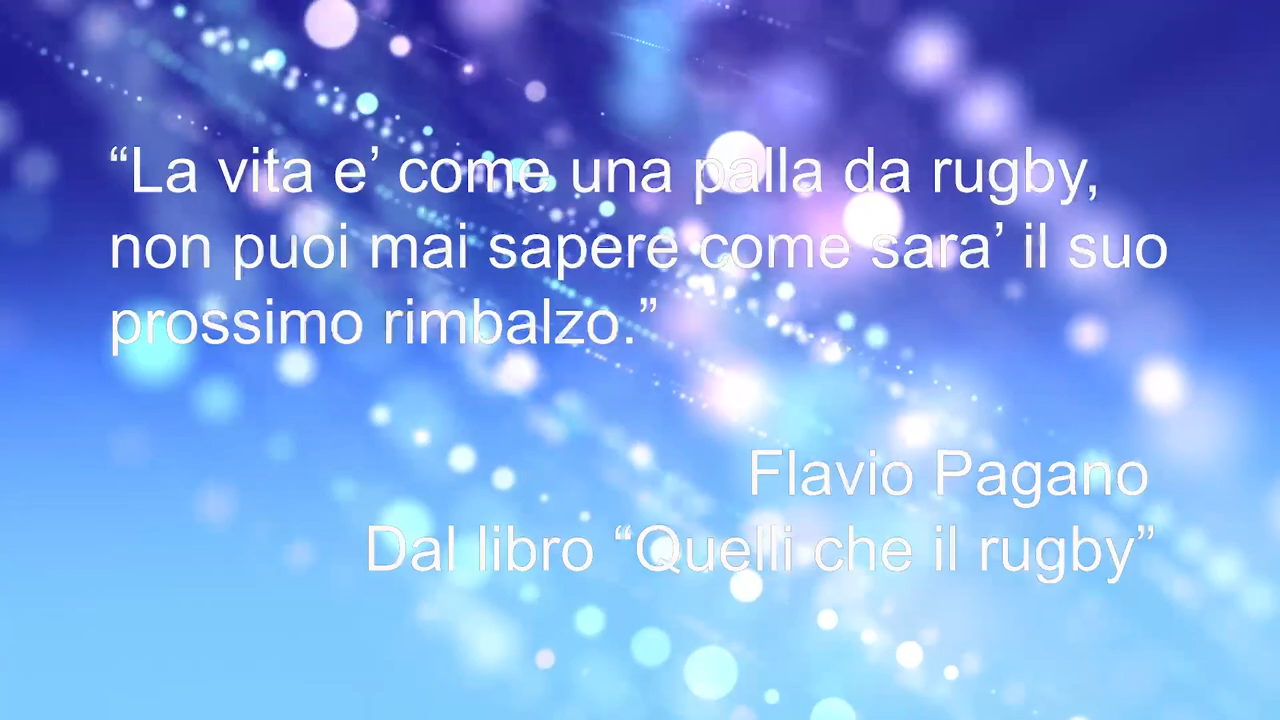 “La vita e’ come una palla da rugby,
non puoi mai sapere come sara’ il suo
prossimo rimbalzo.”
Flavio Pagano
Dal libro “Quelli che il rugby”